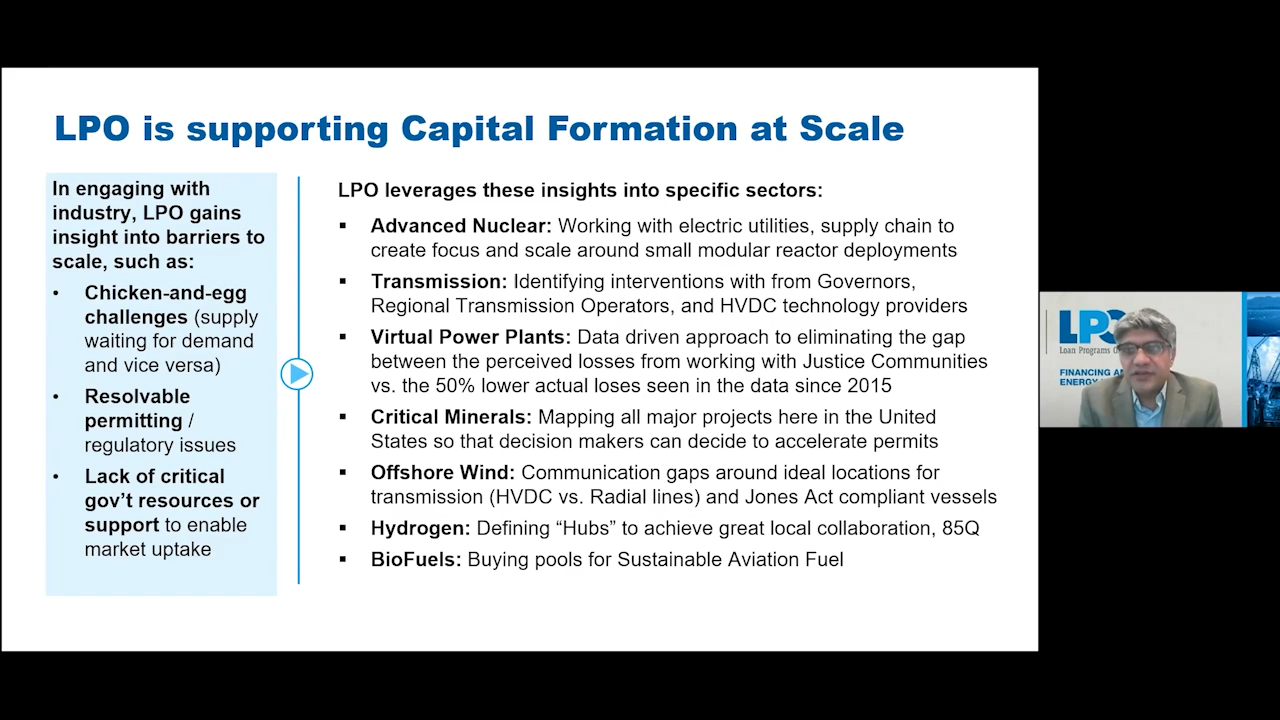 LPO is supporting Capital Formation at Scale
In engaging with
industry, LPO gains
insight into barriers to
scale, such as:
• Chicken-and-egg
challenges (supply
waiting for demand
and vice versa)
• Resolvable
permitting /
regulatory issues
• Lack of critical
gov’t resources or
support to enable
market uptake
LPO leverages these insights into specific sectors:
▪ Advanced Nuclear: Working with electric utilities, supply chain to
create focus and scale around small modular reactor deployments
▪ Transmission: Identifying interventions with from Governors,
Regional Transmission Operators, and HVDC technology providers
▪ Virtual Power Plants: Data driven approach to eliminating the gap
between the perceived losses from working with Justice Communities
vs. the 50% lower actual loses seen in the data since 2015
▪ Critical Minerals: Mapping all major projects here in the United
States so that decision makers can decide to accelerate permits
▪ Offshore Wind: Communication gaps around ideal locations for
transmission (HVDC vs. Radial lines) and Jones Act compliant vessels
▪ Hydrogen: Defining “Hubs” to achieve great local collaboration, 85Q
▪ BioFuels: Buying pools for Sustainable Aviation Fuel
LPO
Loan Programs
FINANCING
ENERGY